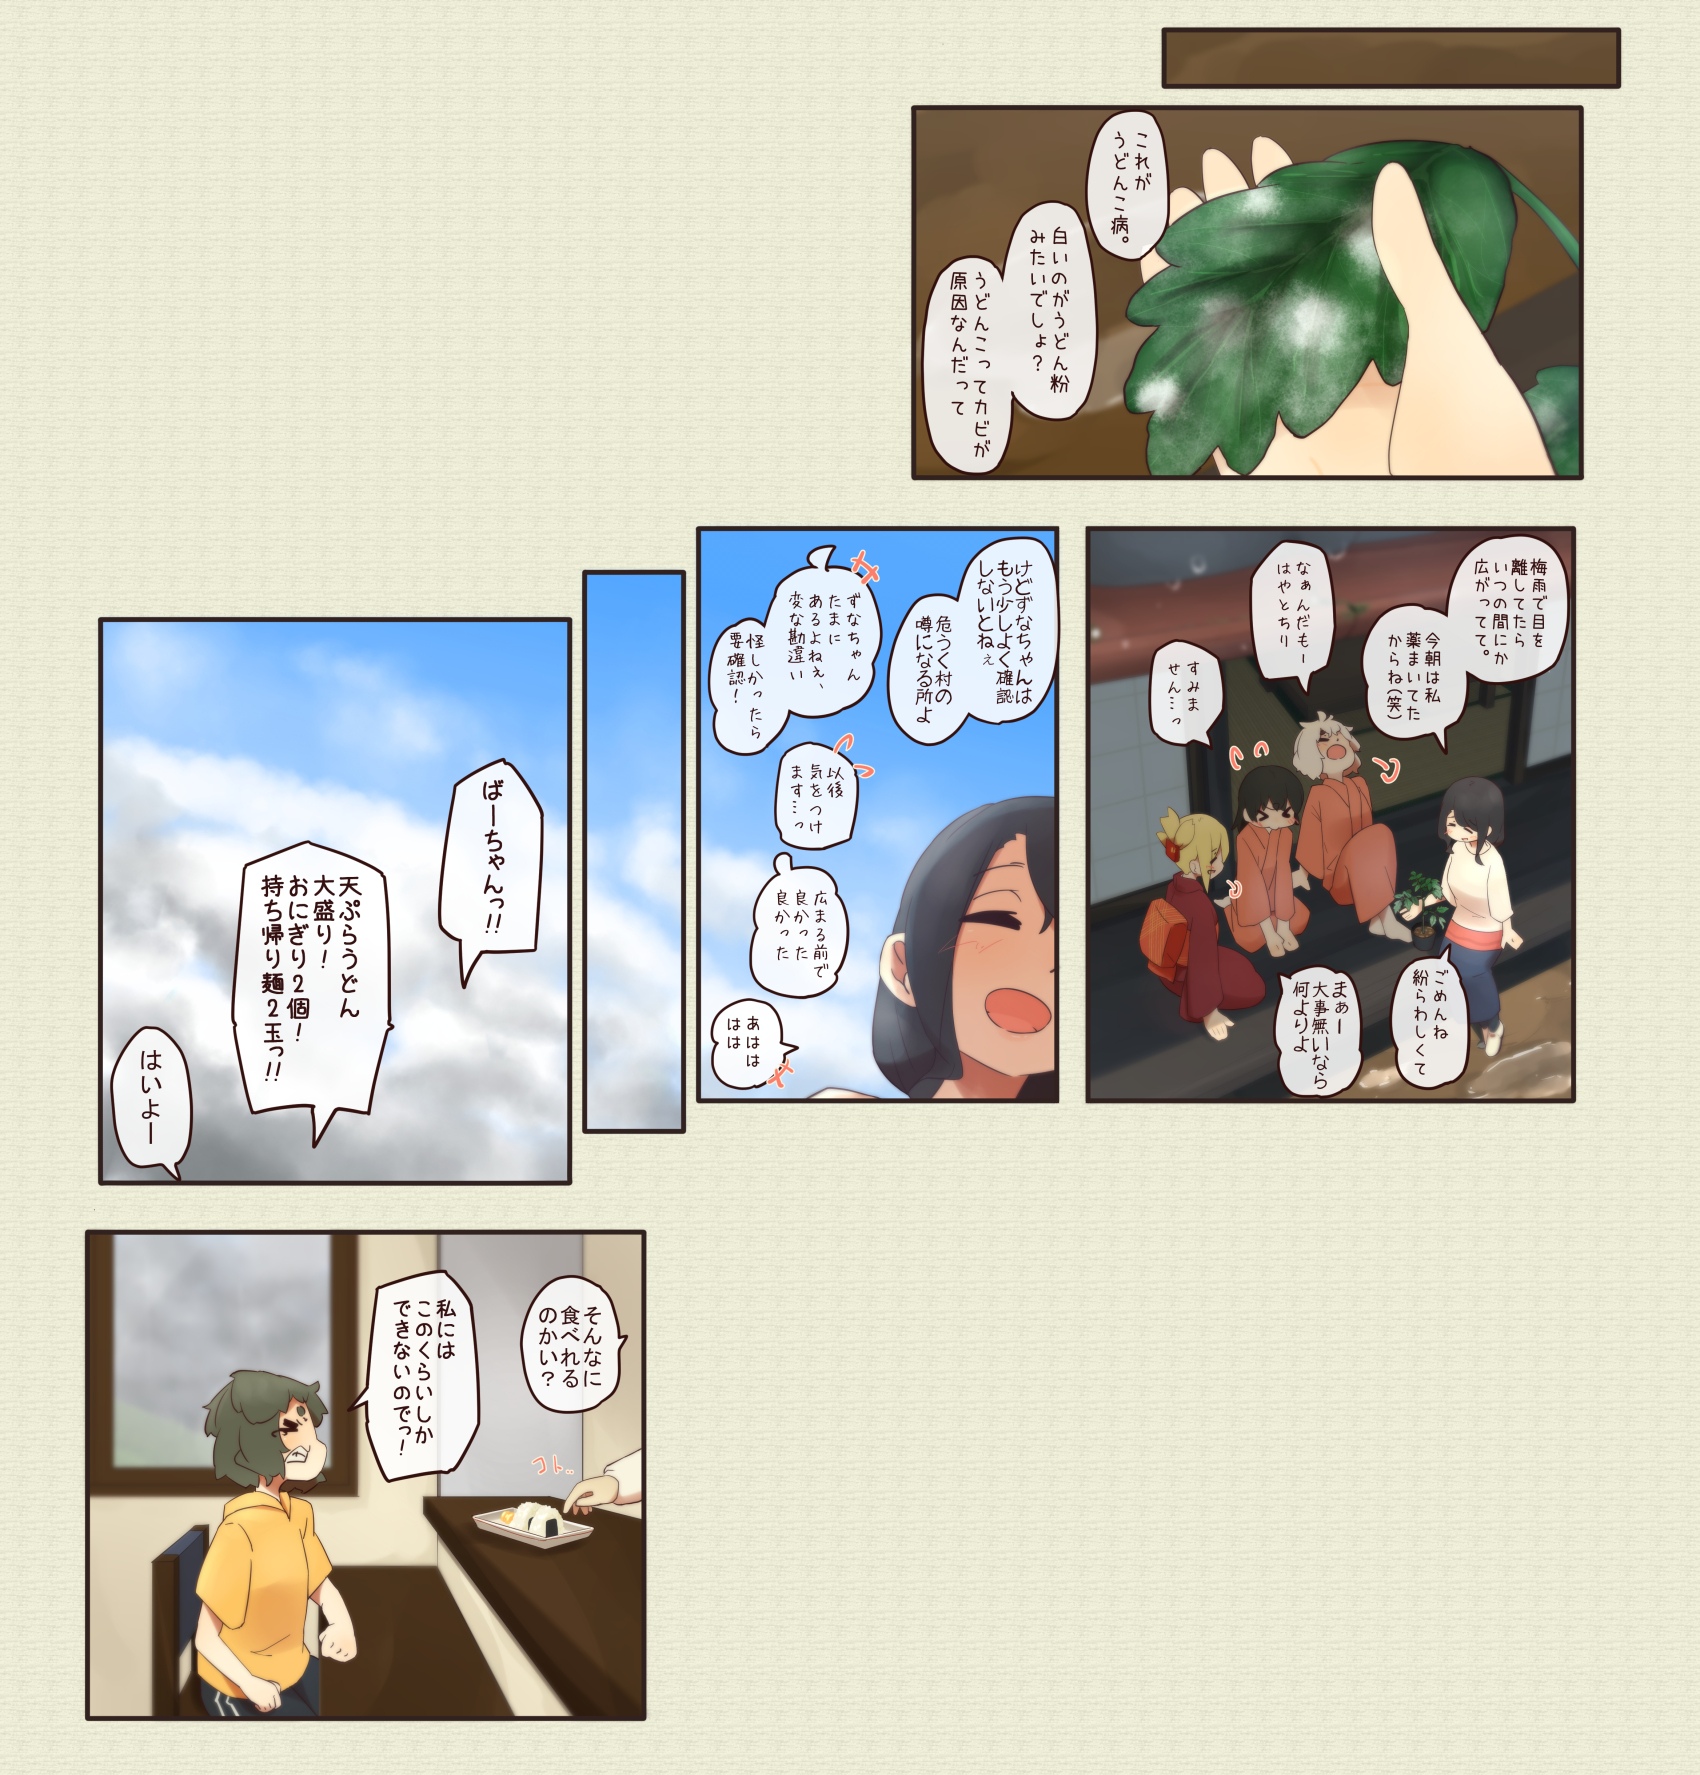 これが
うどんこ病。
白いのがうどん粉
みたいでしょ?
うどんこってカビが
原因なんだって
梅雨で目を
離してたら
いつの間にか
広がってて。
今朝は私
薬まいてた
からね(笑)
なぁんだもー
はやとちり
すみま
せん…っ
ごめんね
紛らわしくて
まぁー
大事無いなら
何よりよ
けどずなちゃんは
もう少しよく確認
しないとねぇ
危うく村の
噂になる所よ
ずなちゃん
たまに
あるよねぇ、
変な勘違い
怪しかったら
要確認!
以後
気をつけ
ます…っ
広まる前で
良かった
良かった
あはは
はは
ばーちゃんっ!!
天ぷらうどん
大盛り!
おにぎり2個!
持ち帰り麺2玉っ!!
はいよー
そんなに
食べれる
のかい?
私には
このくらいしか
できないのでっ!
コト..